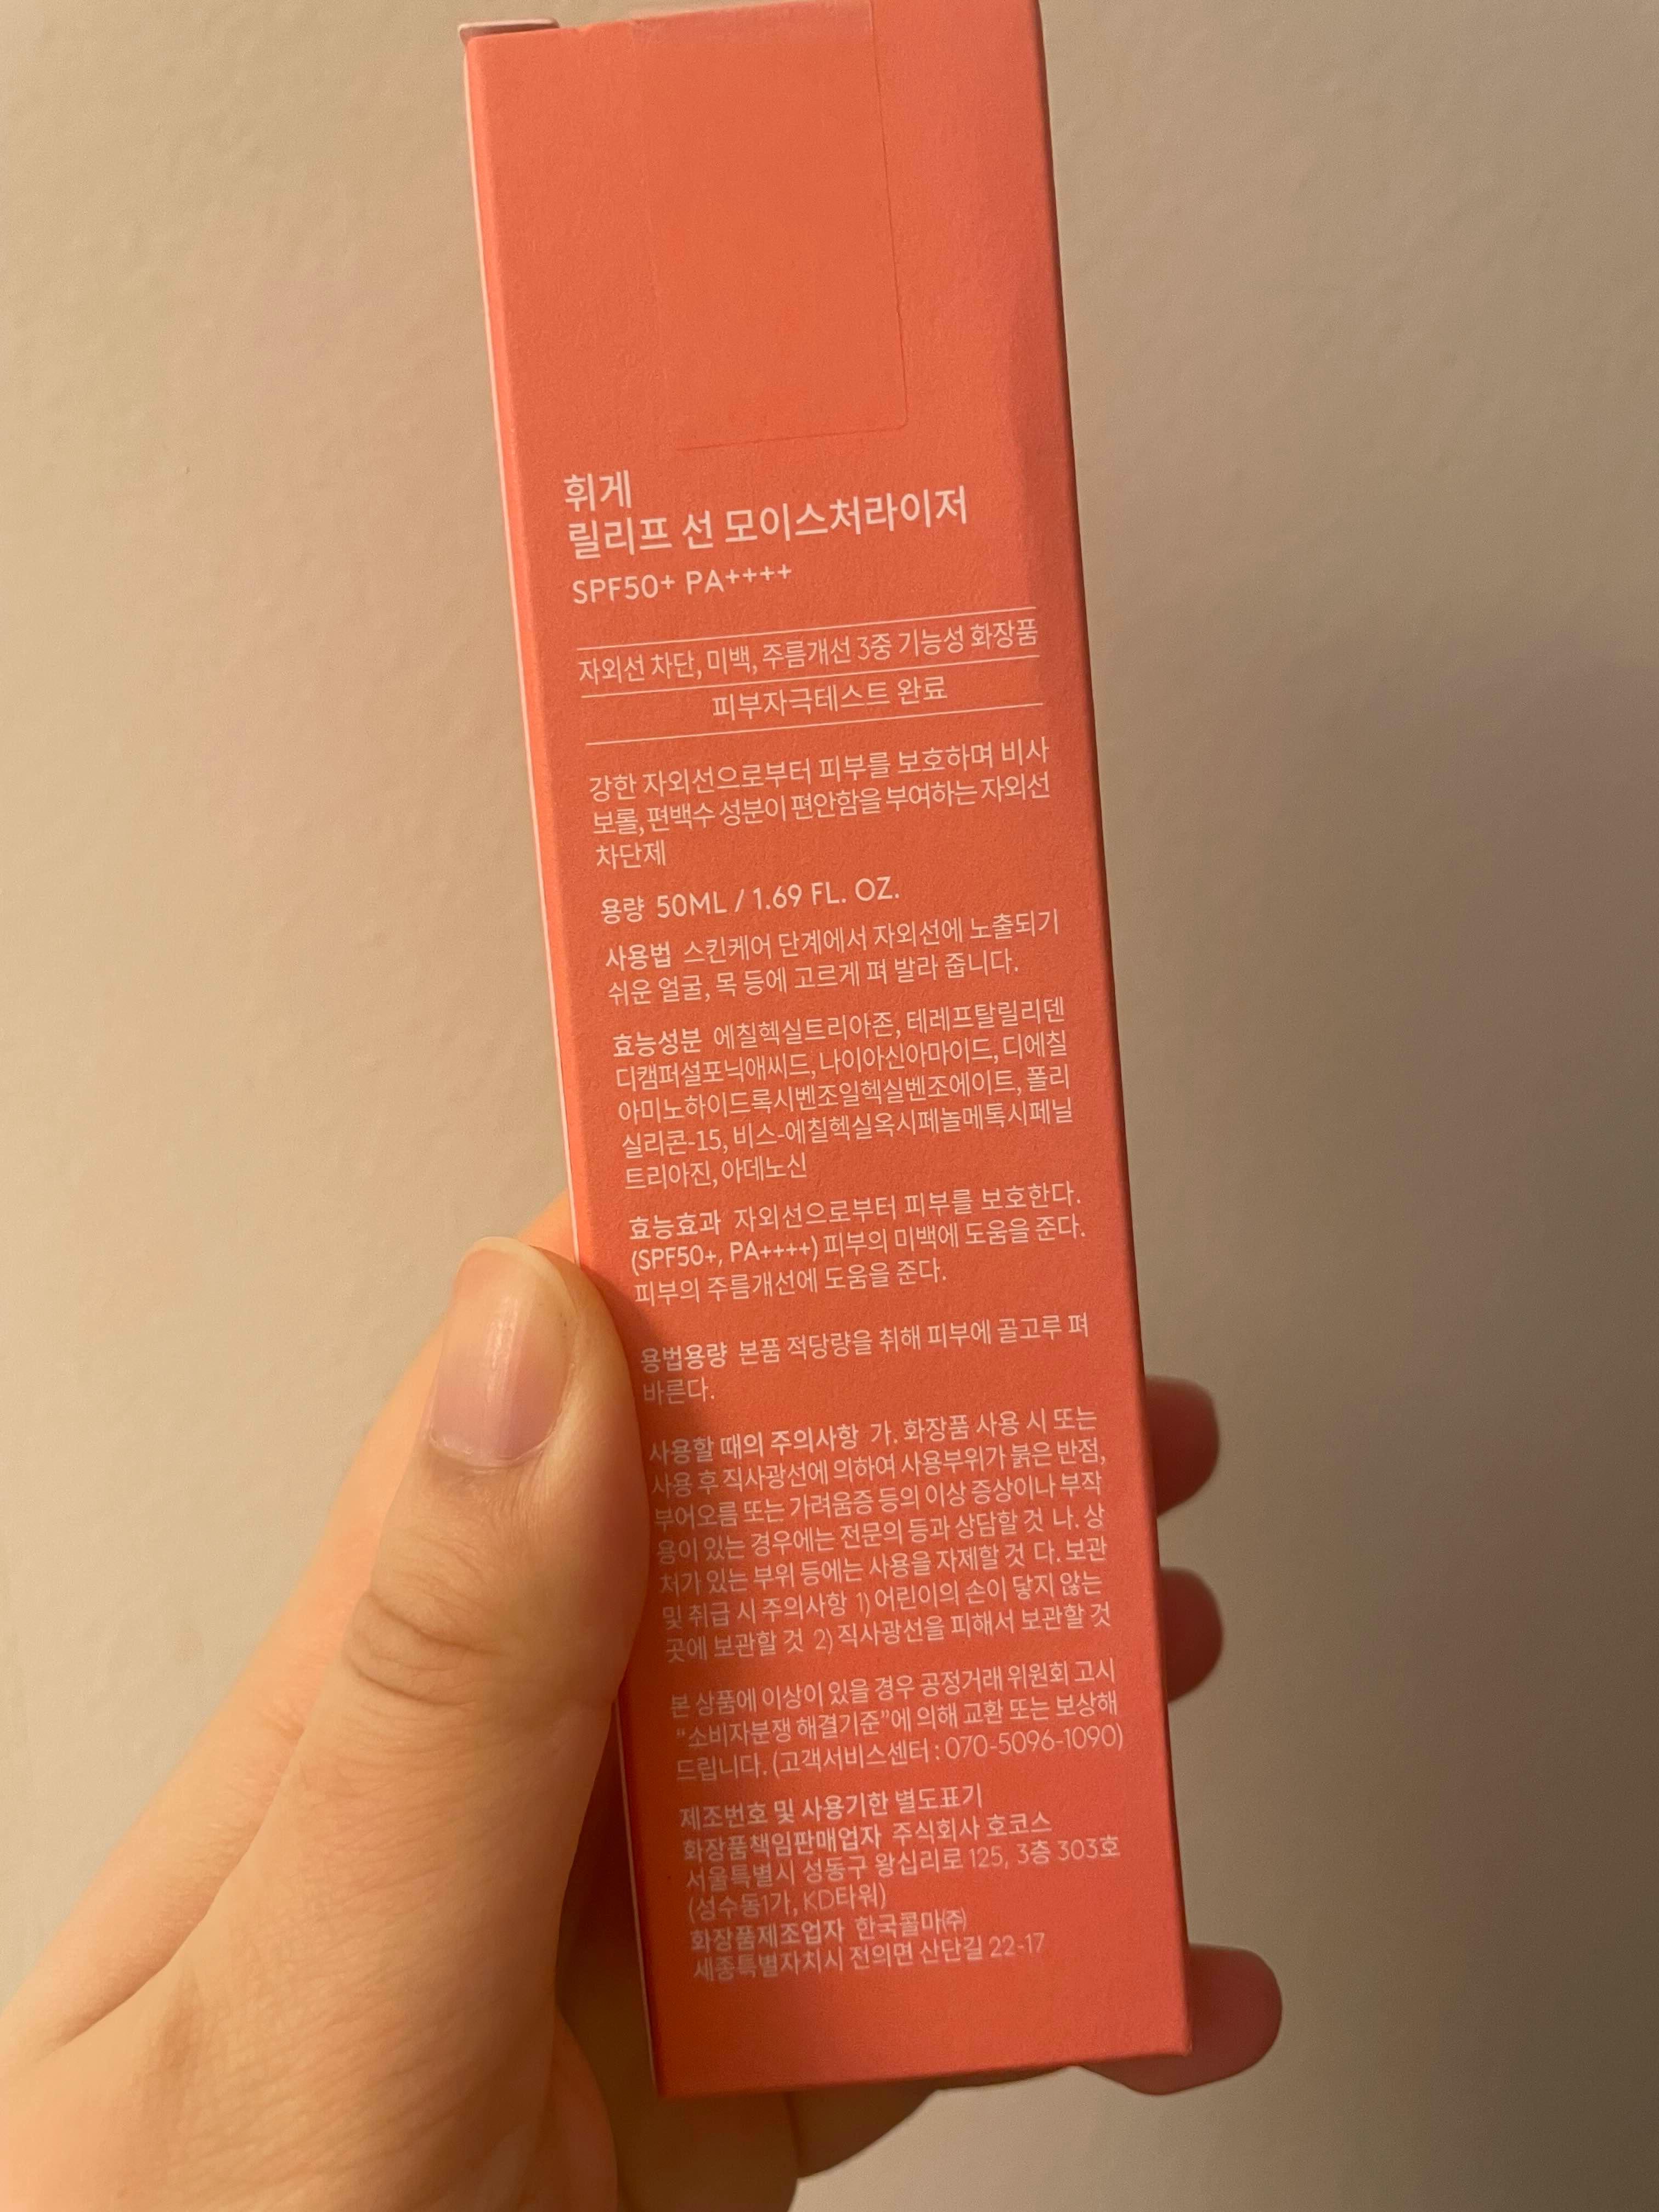 휘게
릴리프 선 모이스처라이저
SPF50+ PA++++
자외선 차단, 미백, 주름개선 3중 기능성 화장품
피부자극테스트 완료
강한 자외선으로부터 피부를 보호하며 비사
보롤, 편백수 성분이 편안함을 부여하는 자외선
차단제
용량 50ML / 1.69 FL. OZ.
사용법 스킨케어 단계에서 자외선에 노출되기
쉬운 얼굴, 목 등에 고르게 펴 발라 줍니다.
효능성분 에칠헥실트리아존, 테레프탈릴리덴
디캠퍼설포닉애씨드, 나이아신아마이드, 디에칠
아미노하이드록시벤조일헥실벤조에이트, 폴리
실리콘-15, 비스-에칠헥실옥시페놀메톡시페닐
트리아진, 아데노신
효능효과 자외선으로부터 피부를 보호한다.
(SPF50+, PA++++) 피부의 미백에 도움을 준다.
피부의 주름개선에 도움을 준다.
용법용량 본품 적당량을 취해 피부에 골고루 펴
바른다.
사용할 때의 주의사항 가. 화장품 사용 시 또는
사용 후 직사광선에 의하여 사용부위가 붉은 반점,
부어오름 또는 가려움증 등의 이상 증상이나 부작
용이 있는 경우에는 전문의 등과 상담할 것 나. 상
처가 있는 부위 등에는 사용을 자제할 것 다. 보관
및 취급 시 주의사항 1) 어린이의 손이 닿지 않는
곳에 보관할 것 2) 직사광선을 피해서 보관할 것
본 상품에 이상이 있을 경우 공정거래 위원회 고시
“소비자분쟁 해결기준”에 의해 교환 또는 보상해
드립니다. (고객서비스센터 : 070-5096-1090)
제조번호 및 사용기한 별도표기
화장품책임판매업자 주식회사 호코스
서울특별시 성동구 왕십리로 125, 3층 303호
(성수동1가, KD타워)
화장품제조업자 한국콜마㈜
세종특별자치시 전의면 산단길 22-17